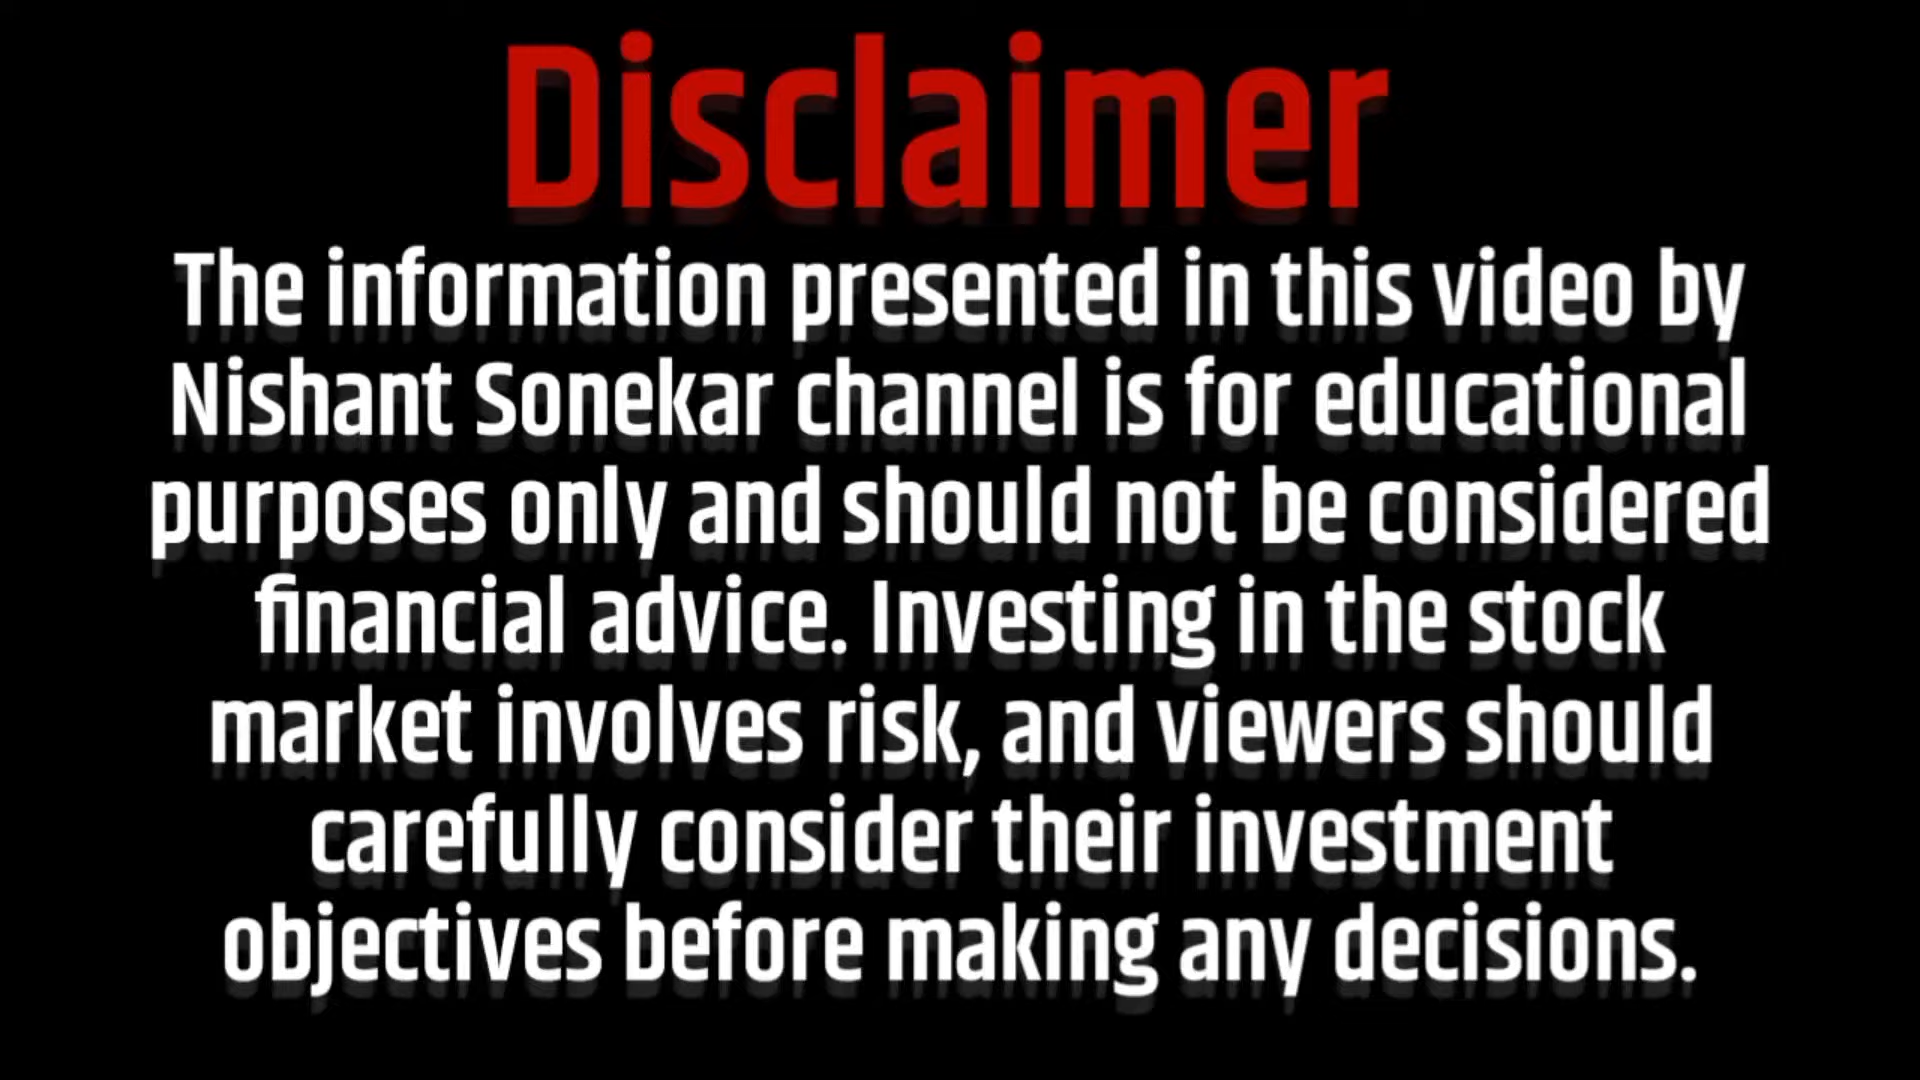 Disclaimer
The information presented in this video by
Nishant Sonekar channel is for educational
purposes only and should not be considered
financial advice. Investing in the stock
market involves risk, and viewers should
carefully consider their investment
objectives before making any decisions.